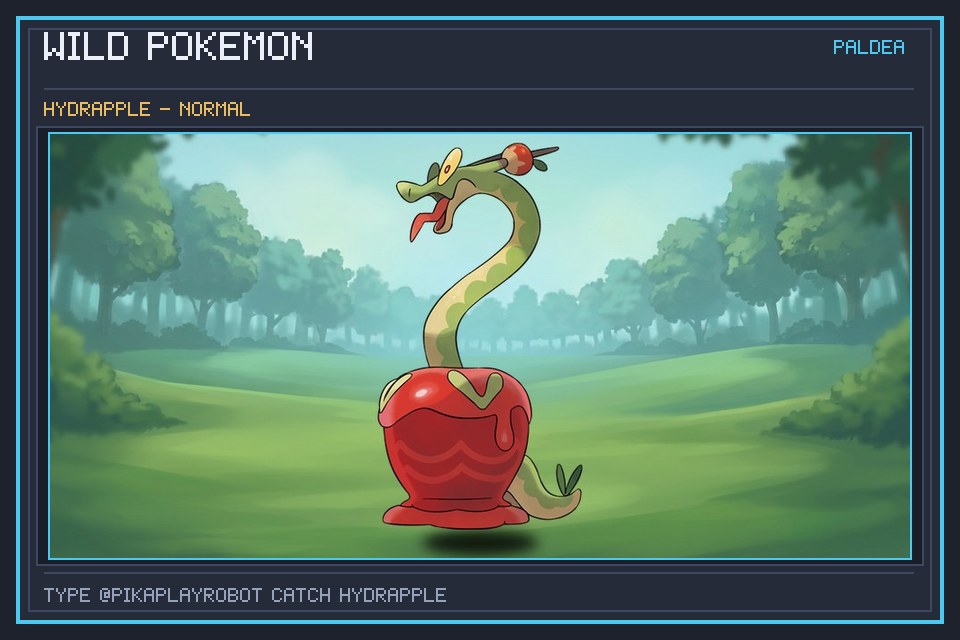 WILD POKEMON
PALDEA
HYDRAPPLE - NORMAL
TYPE @PIKAPLAYROBOT CATCH HYDRAPPLE